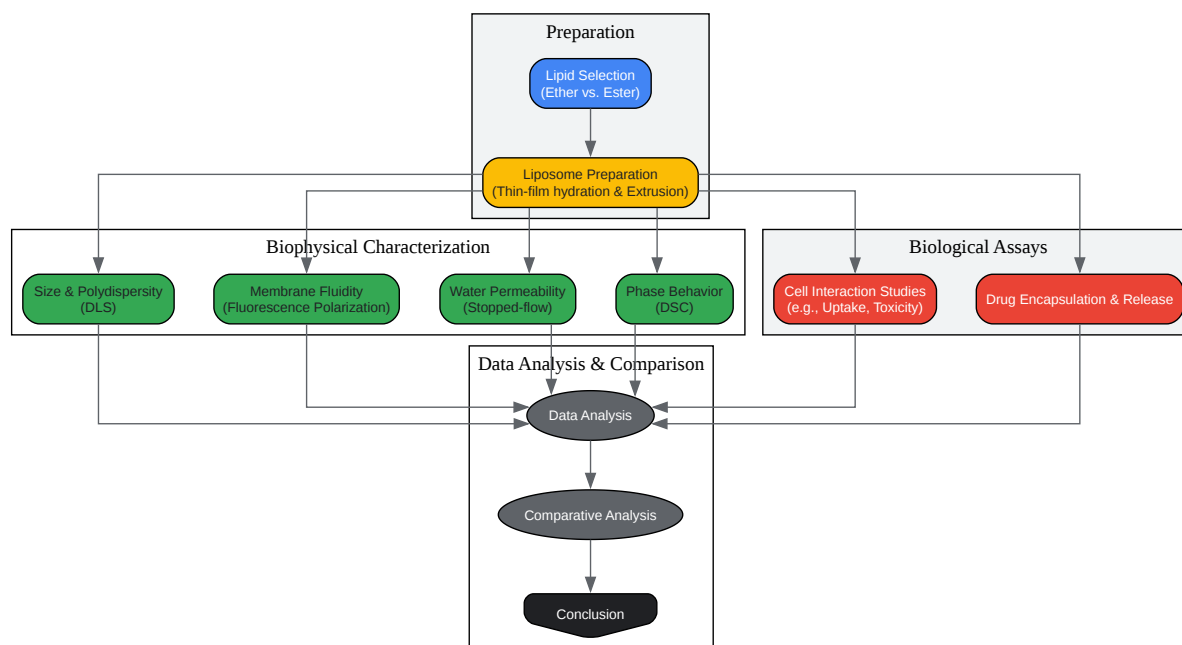 Preparation
Lipid Selection
(Ether vs. Ester)
Liposome Preparation
(Thin-film hydration & Extrusion)
Biophysical Characterization
Size & Polydispersity
(DLS)
Membrane Fluidity
(Fluorescence Polarization)
Water Permeability
(Stopped-flow)
Phase Behavior
(DSC)
Biological Assays
Cell Interaction Studies
(e.g., Uptake, Toxicity)
Drug Encapsulation & Release
Data Analysis & Comparison
Data Analysis
Comparative Analysis
Conclusion